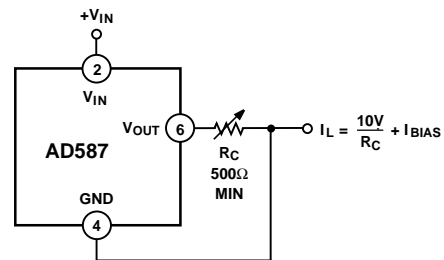 +VIN
2
VIN
VOUT
6
AD587
RC
500Ω
MIN
IL = 10V/RC + IBIAS
GND
4